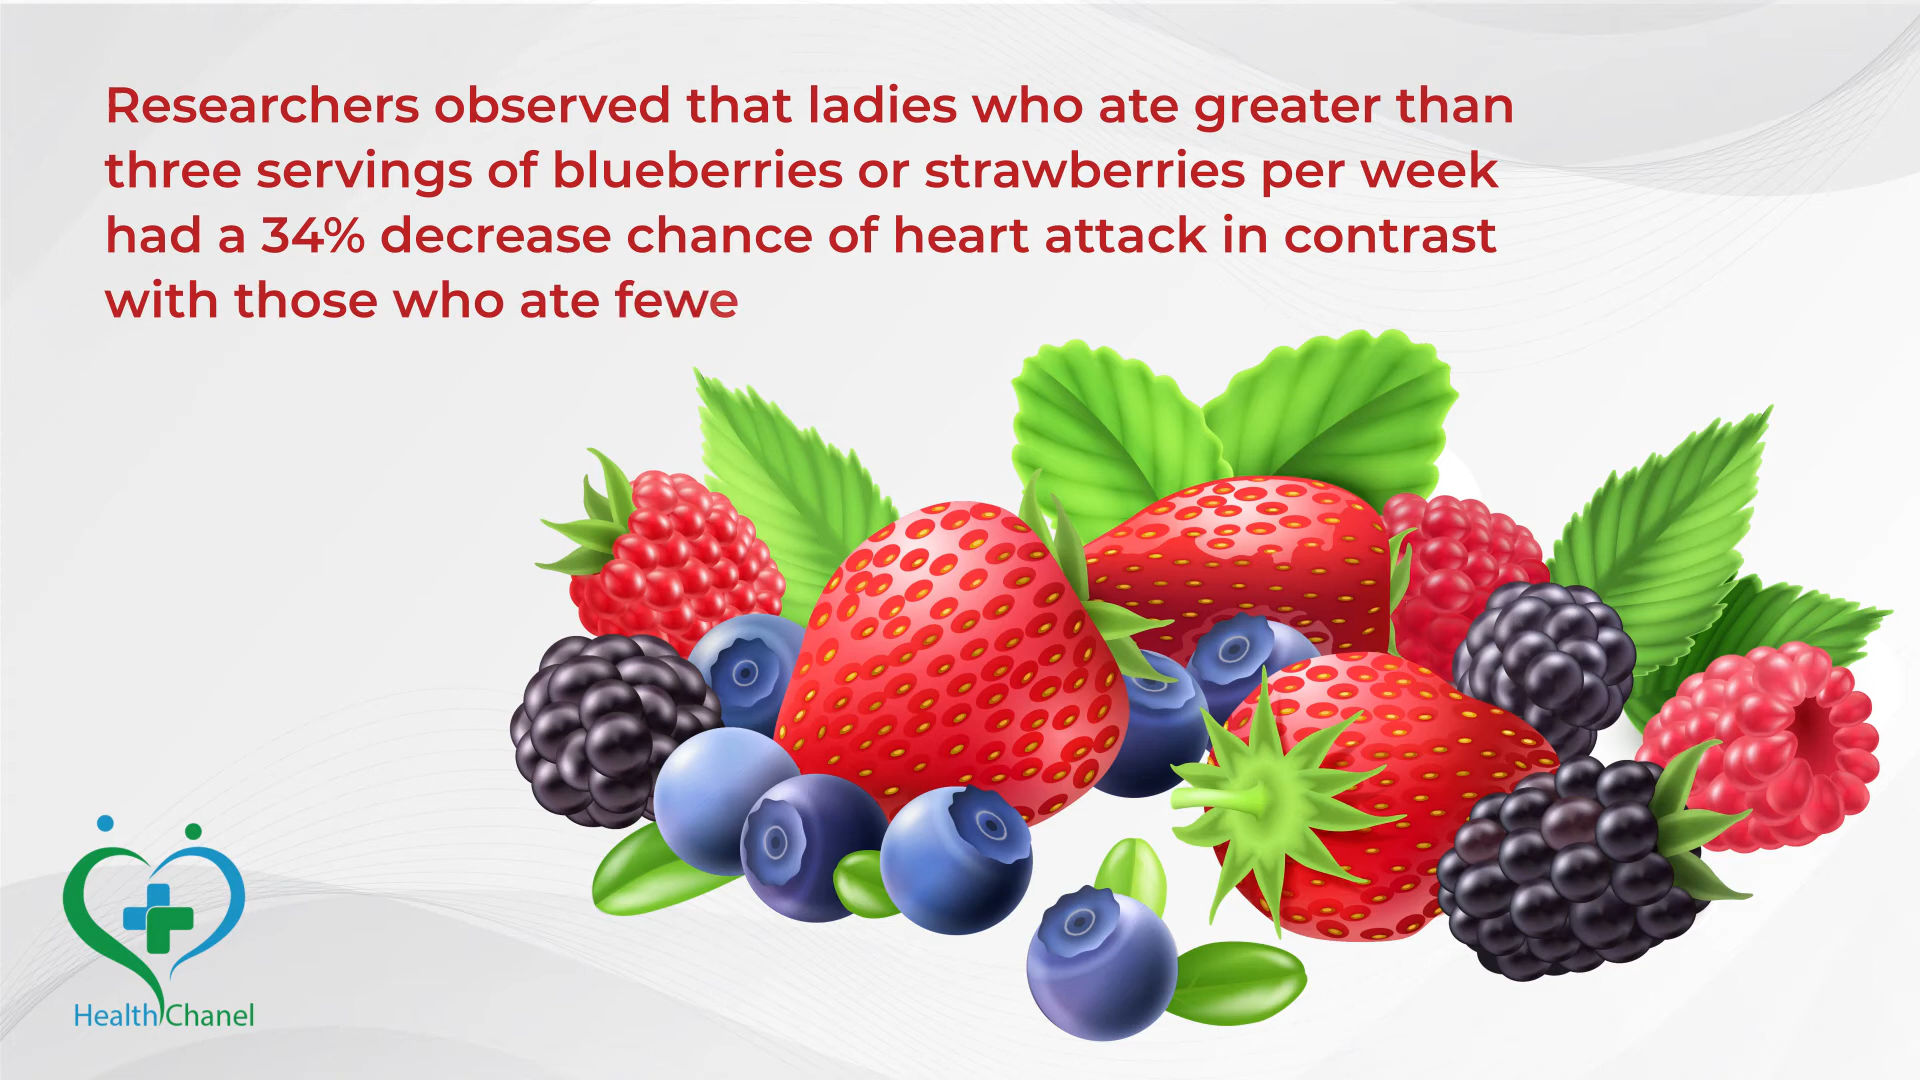 Researchers observed that ladies who ate greater than
three servings of blueberries or strawberries per week
had a 34% decrease chance of heart attack in contrast
with those who ate fewe
Health Chanel